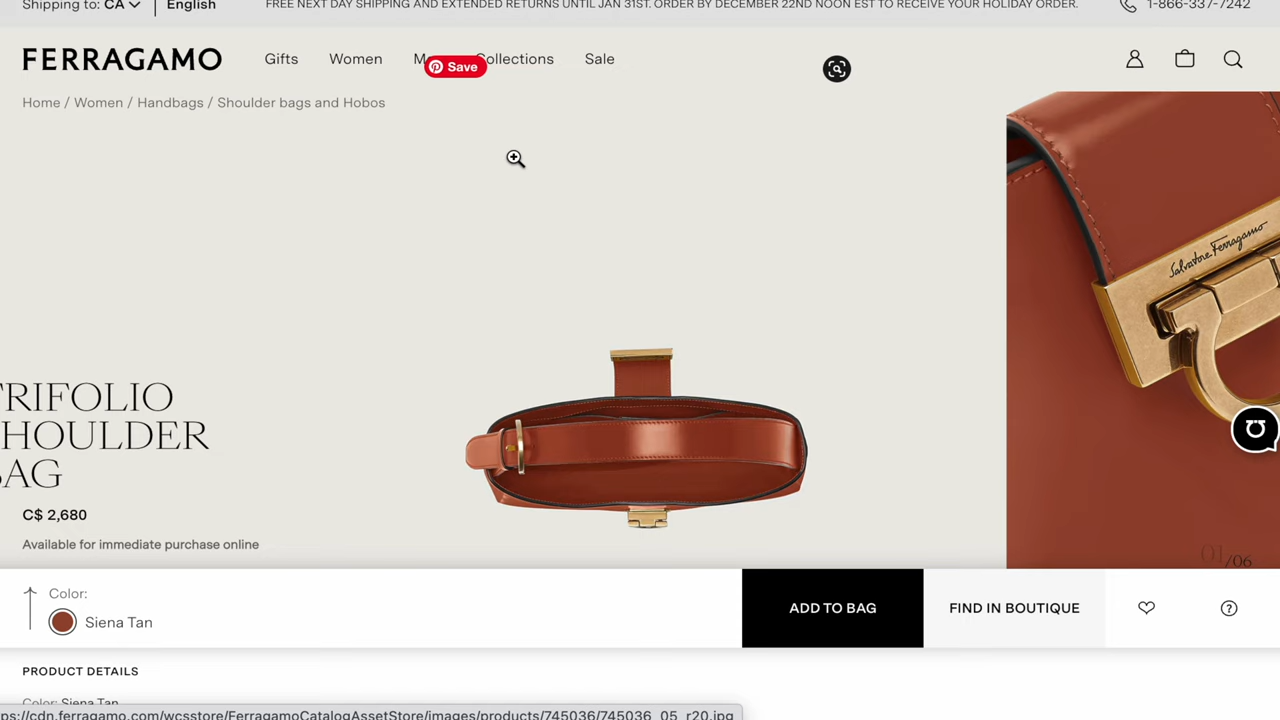 Shipping to: CA
English
FREE NEXT DAY SHIPPING AND EXTENDED RETURNS UNTIL JAN 31ST. ORDER BY DECEMBER 22ND NOON EST TO RECEIVE YOUR HOLIDAY ORDER.
1-866-337-7242
FERRAGAMO
Gifts
Women
Collections
Sale
Save
Home / Women / Handbags / Shoulder bags and Hobos
Salvatore Ferragamo
TRIFOLIO
SHOULDER
BAG
C$ 2,680
Available for immediate purchase online
01/06
Color:
Siena Tan
ADD TO BAG
FIND IN BOUTIQUE
PRODUCT DETAILS
Color: Siena Tan
ps://cdn.ferragamo.com/wcsstore/FerragamoCatalogAssetStore/images/products/745036/745036_05_r20.jpg